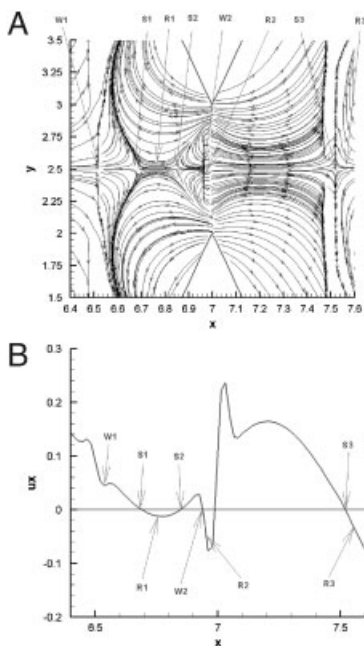 A
W1 S1 R1 S2 W2 R2 S3 R3
3.5
3.25
3
2.75
y 2.5
2.25
2
1.75
1.5
6.4 6.5 6.6 6.7 6.8 6.9 7 7.1 7.2 7.3 7.4 7.5 7.6
x
B
0.3
0.2
W1 S1 S2 S3
0.1
ux
0
-0.1
R1 W2 R2 R3
-0.2
6.5 7 7.5
x